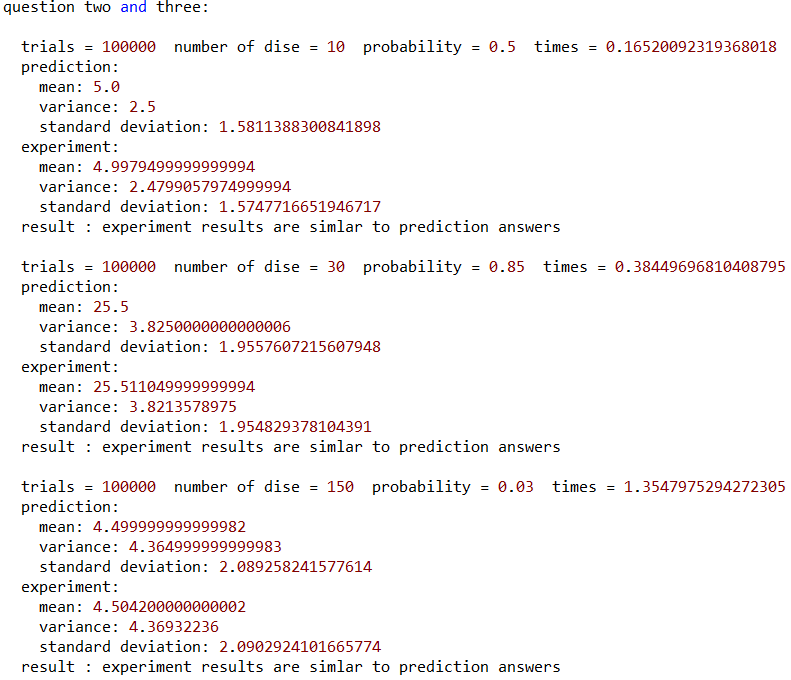 question two and three:
trials = 100000 number of dise = 10 probability = 0.5 times = 0.16520092319368018
prediction:
mean: 5.0
variance: 2.5
standard deviation: 1.5811388300841898
experiment:
mean: 4.9979499999999994
variance: 2.4799057974999994
standard deviation: 1.5747716651946717
result : experiment results are simlar to prediction answers
trials = 100000 number of dise = 30 probability = 0.85 times = 0.38449696810408795
prediction:
mean: 25.5
variance: 3.8250000000000006
standard deviation: 1.9557607215607948
experiment:
mean: 25.511049999999994
variance: 3.8213578975
standard deviation: 1.954829378104391
result : experiment results are simlar to prediction answers
trials = 100000 number of dise = 150 probability = 0.03 times = 1.3547975294272305
prediction:
mean: 4.499999999999982
variance: 4.364999999999983
standard deviation: 2.089258241577614
experiment:
mean: 4.504200000000002
variance: 4.36932236
standard deviation: 2.0902924101665774
result : experiment results are simlar to prediction answers